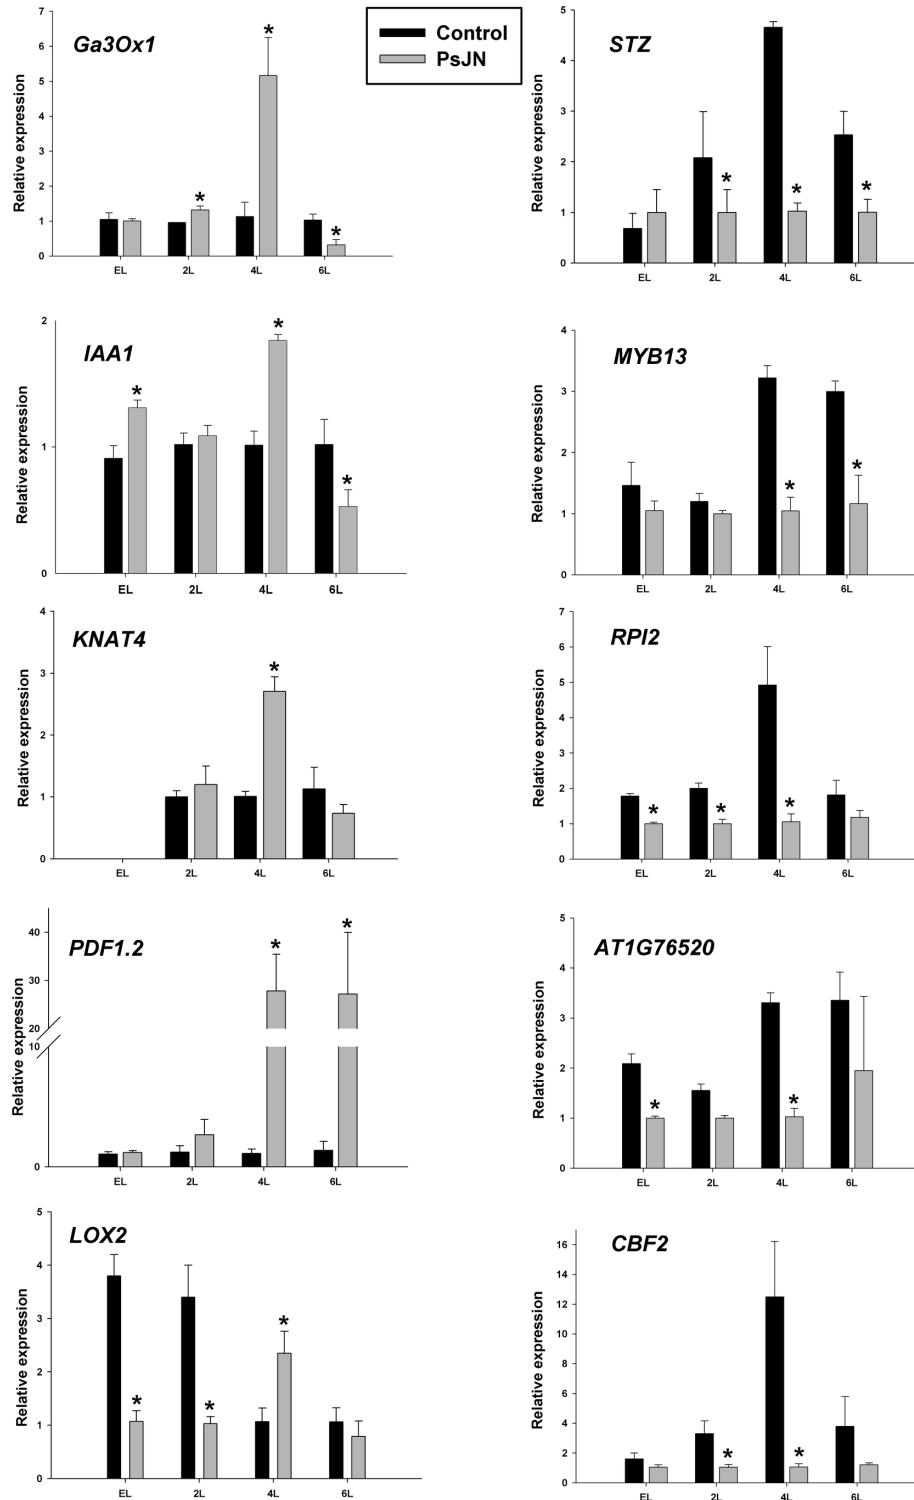 Ga3Ox1
Relative expression
7
6
5
4
3
2
1
0
*
*
*
EL 2L 4L 6L
Control
PsJN
STZ
Relative expression
5
4
3
2
1
0
*
*
*
EL 2L 4L 6L
IAA1
Relative expression
2
1
0
*
*
*
EL 2L 4L 6L
MYB13
Relative expression
4
3
2
1
0
*
*
EL 2L 4L 6L
KNAT4
Relative expression
4
3
2
1
0
*
EL 2L 4L 6L
RPI2
Relative expression
7
6
5
4
3
2
1
0
*
*
*
EL 2L 4L 6L
PDF1.2
Relative expression
40
30
20
10
0
*
*
EL 2L 4L 6L
AT1G76520
Relative expression
5
4
3
2
1
0
*
*
EL 2L 4L 6L
LOX2
Relative expression
5
4
3
2
1
0
*
*
*
EL 2L 4L 6L
CBF2
Relative expression
16
14
12
10
8
6
4
2
0
*
*
EL 2L 4L 6L